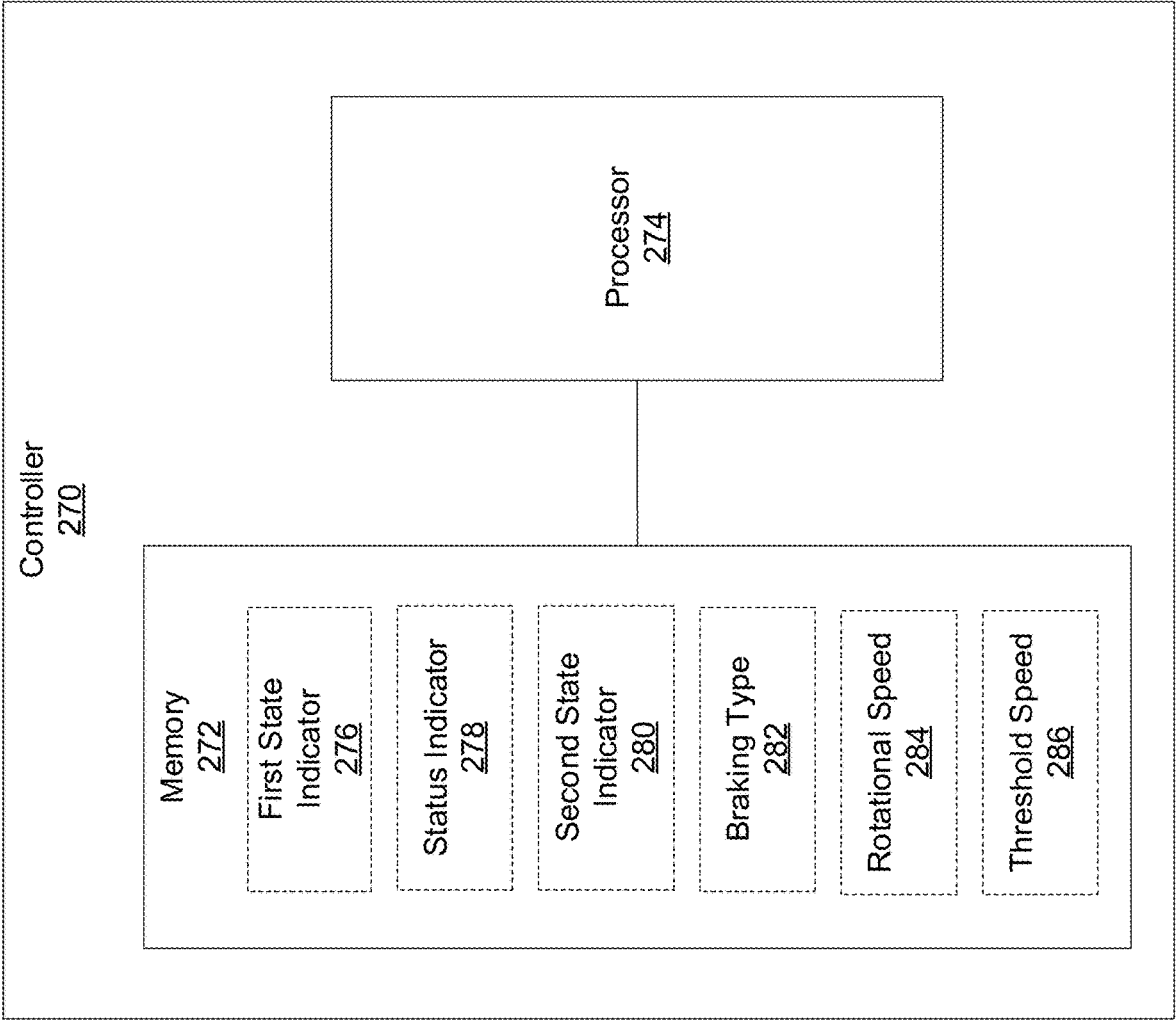 Controller
270
Memory
272
First State
Indicator
276
Status Indicator
278
Second State
Indicator
280
Braking Type
282
Rotational Speed
284
Threshold Speed
286
Processor
274